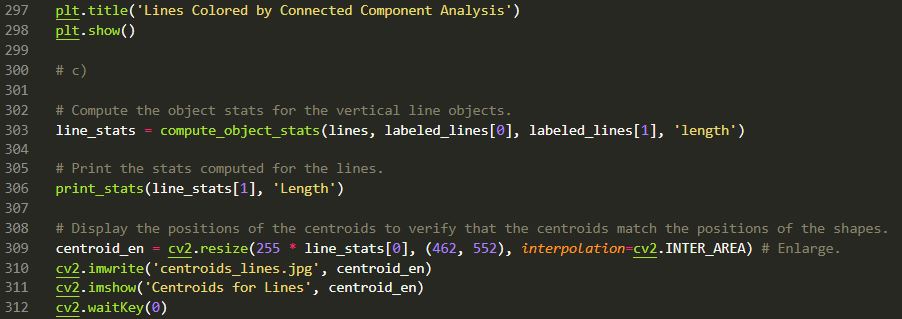 297 plt.title('Lines Colored by Connected Component Analysis')
298 plt.show()
299
300 # c)
301
302 # Compute the object stats for the vertical line objects.
303 line_stats = compute_object_stats(lines, labeled_lines[0], labeled_lines[1], 'length')
304
305 # Print the stats computed for the lines.
306 print_stats(line_stats[1], 'Length')
307
308 # Display the positions of the centroids to verify that the centroids match the positions of the shapes.
309 centroid_en = cv2.resize(255 * line_stats[0], (462, 552), interpolation=cv2.INTER_AREA) # Enlarge.
310 cv2.imwrite('centroids_lines.jpg', centroid_en)
311 cv2.imshow('Centroids for Lines', centroid_en)
312 cv2.waitKey(0)